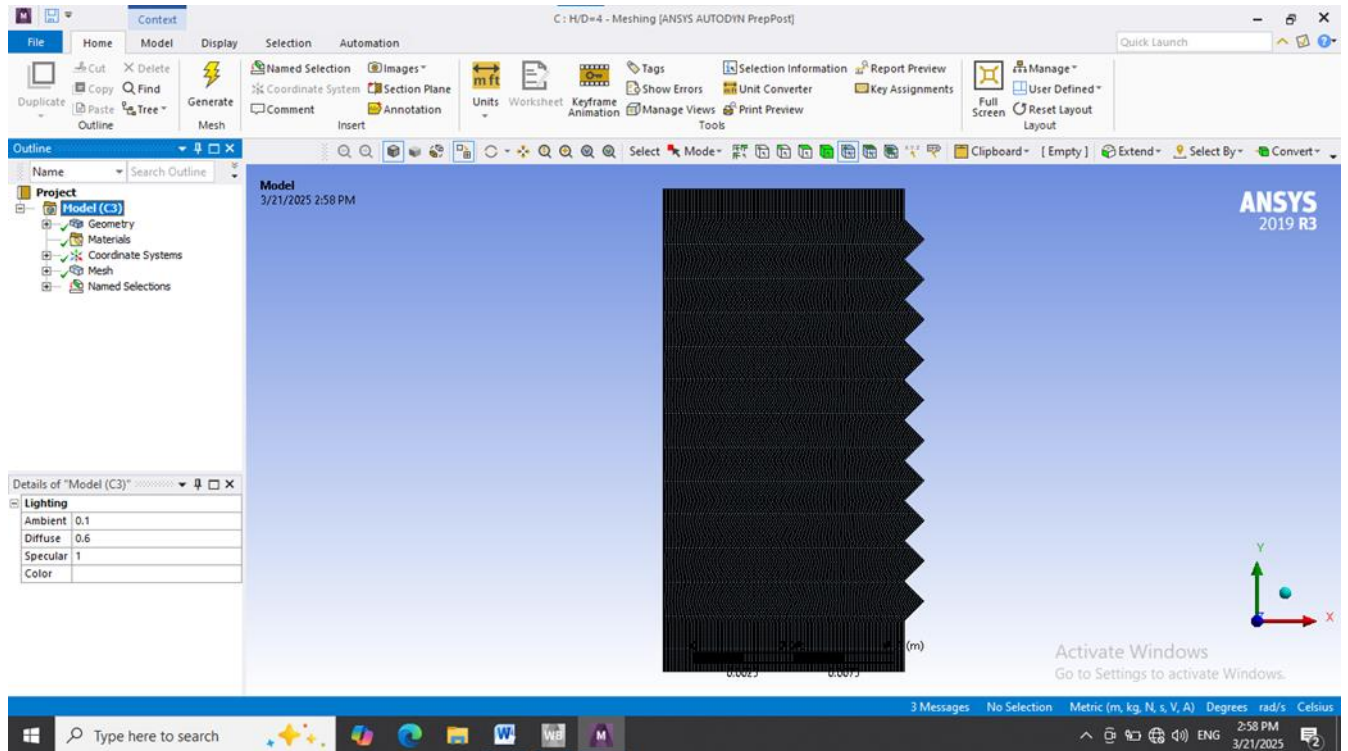 Context
C : H/D=4 - Meshing [ANSYS AUTODYN PrepPost]
File Home Model Display Selection Automation
Quick Launch
Duplicate
Cut
Copy
Paste
Delete
Find
Tree
Outline
Generate
Mesh
Named Selection
Coordinate System
Comment
Images
Section Plane
Annotation
Insert
m ft
Units
Worksheet
Keyframe
Animation
Tags
Show Errors
Manage Views
Selection Information
Unit Converter
Print Preview
Report Preview
Key Assignments
Tools
Full
Screen
Manage
User Defined
Reset Layout
Layout
Outline
Select Mode Clipboard [ Empty ] Extend Select By Convert
Name Search Outline
Project
Model (C3)
Geometry
Materials
Coordinate Systems
Mesh
Named Selections
Model
3/21/2025 2:58 PM
ANSYS
2019 R3
Details of "Model (C3)"
Lighting
Ambient 0.1
Diffuse 0.6
Specular 1
Color
(m)
0.0025 0.0075
Y
X
Activate Windows
Go to Settings to activate Windows.
3 Messages No Selection Metric (m, kg, N, s, V, A) Degrees rad/s Celsius
Type here to search
W
WB
M
ENG
2:58 PM
3/21/2025
2